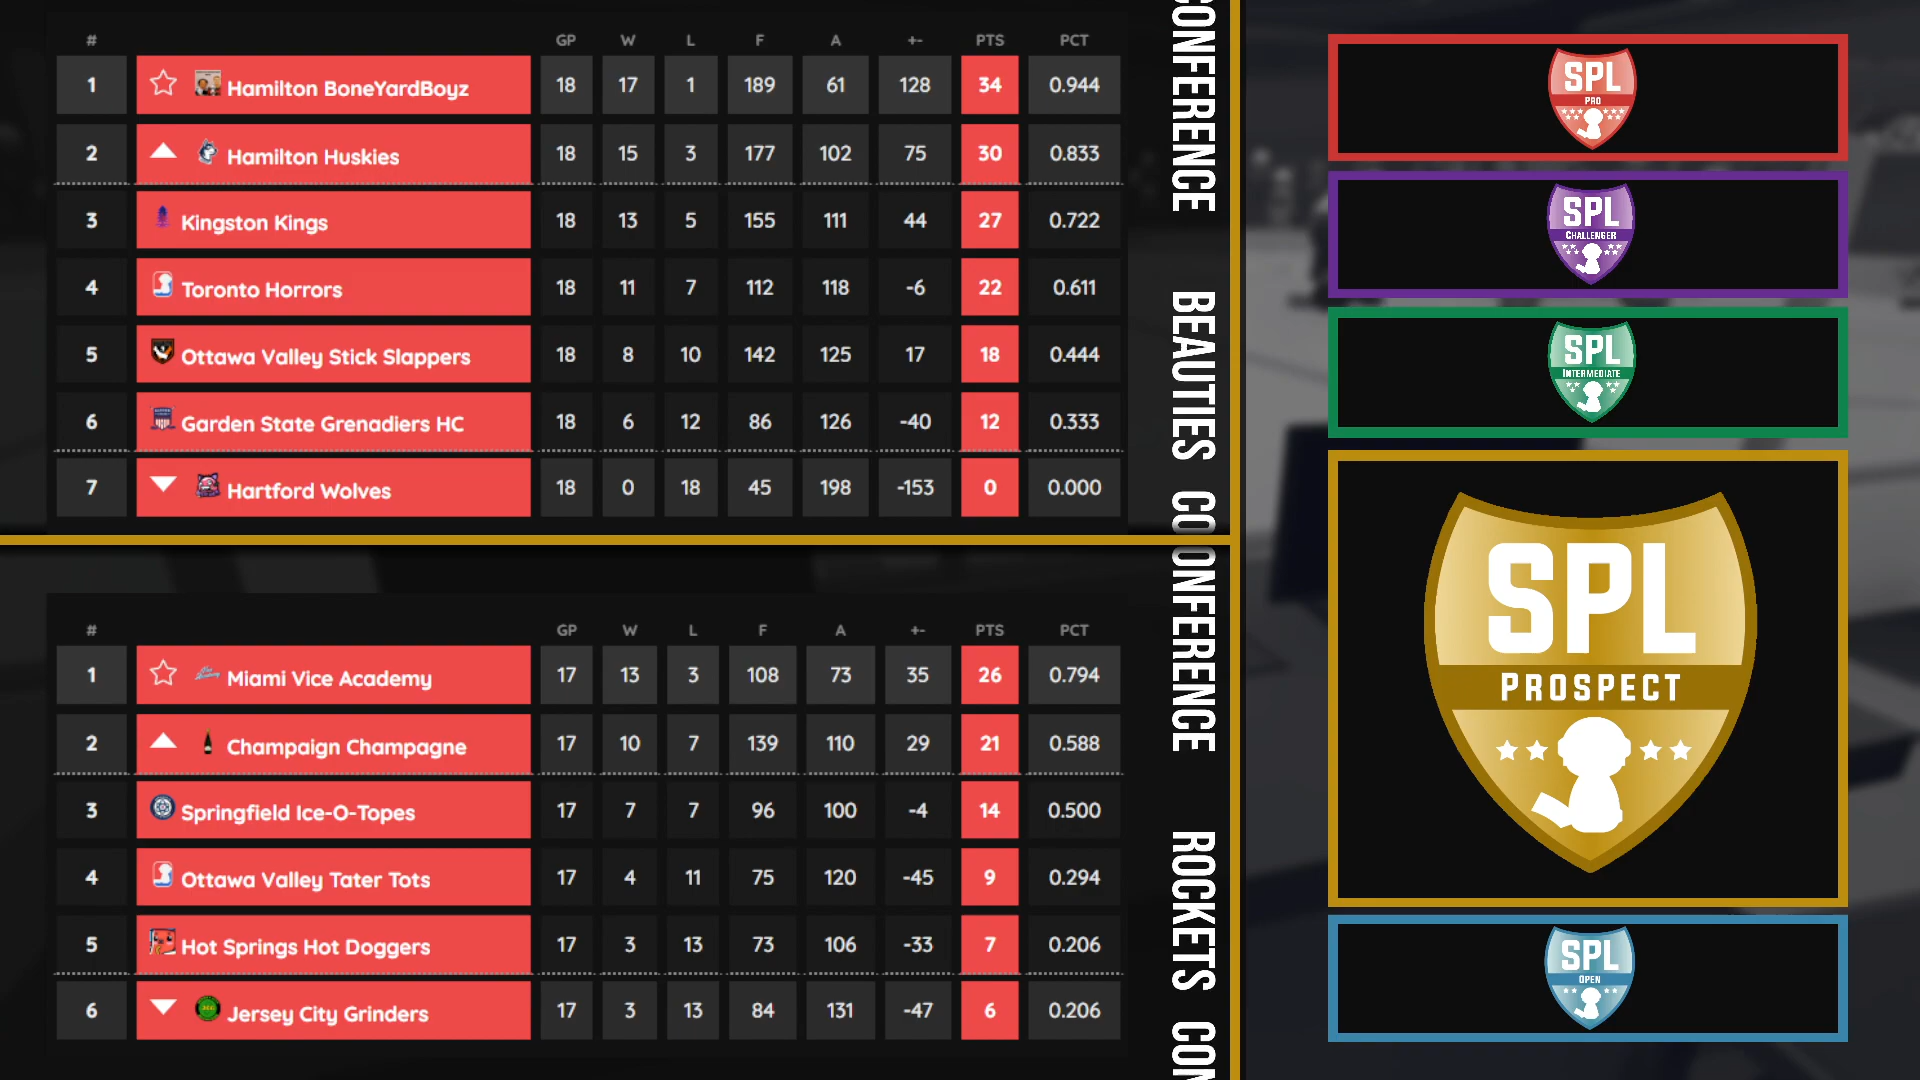 # GP W L F A +- PTS PCT
1 Hamilton BoneYardBoyz 18 17 1 189 61 128 34 0.944
2 Hamilton Huskies 18 15 3 177 102 75 30 0.833
3 Kingston Kings 18 13 5 155 111 44 27 0.722
4 Toronto Horrors 18 11 7 112 118 -6 22 0.611
5 Ottawa Valley Stick Slappers 18 8 10 142 125 17 18 0.444
6 Garden State Grenadiers HC 18 6 12 86 126 -40 12 0.333
7 Hartford Wolves 18 0 18 45 198 -153 0 0.000
CONFERENCE
BEAUTIES CO
# GP W L F A +- PTS PCT
1 Miami Vice Academy 17 13 3 108 73 35 26 0.794
2 Champaign Champagne 17 10 7 139 110 29 21 0.588
3 Springfield Ice-O-Topes 17 7 7 96 100 -4 14 0.500
4 Ottawa Valley Tater Tots 17 4 11 75 120 -45 9 0.294
5 Hot Springs Hot Doggers 17 3 13 73 106 -33 7 0.206
6 Jersey City Grinders 17 3 13 84 131 -47 6 0.206
ONFERENCE
ROCKETS CON
SPL
PRO
SPL
CHALLENGER
SPL
INTERMEDIATE
SPL
PROSPECT
SPL
OPEN